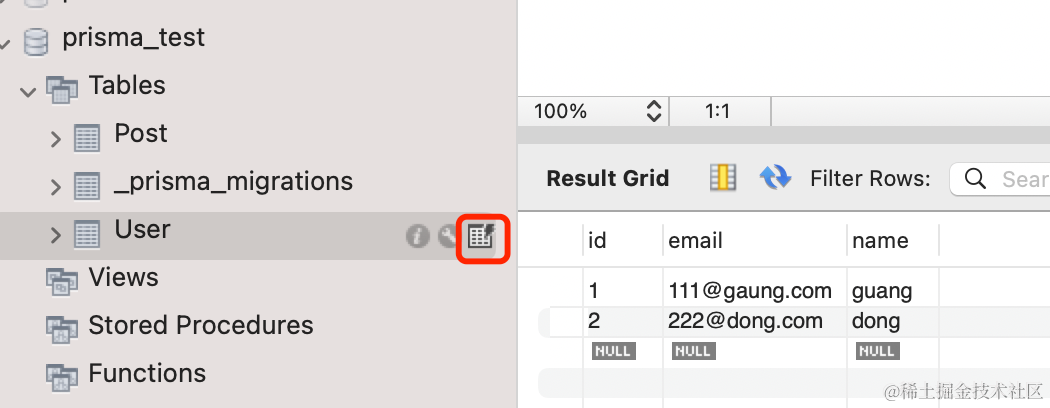 prisma_test
Tables
Post
_prisma_migrations
User
Views
Stored Procedures
Functions
100% 1:1
Result Grid Filter Rows: Sear
id email name
1 111@gaung.com guang
2 222@dong.com dong
NULL NULL NULL
@稀土掘金技术社区